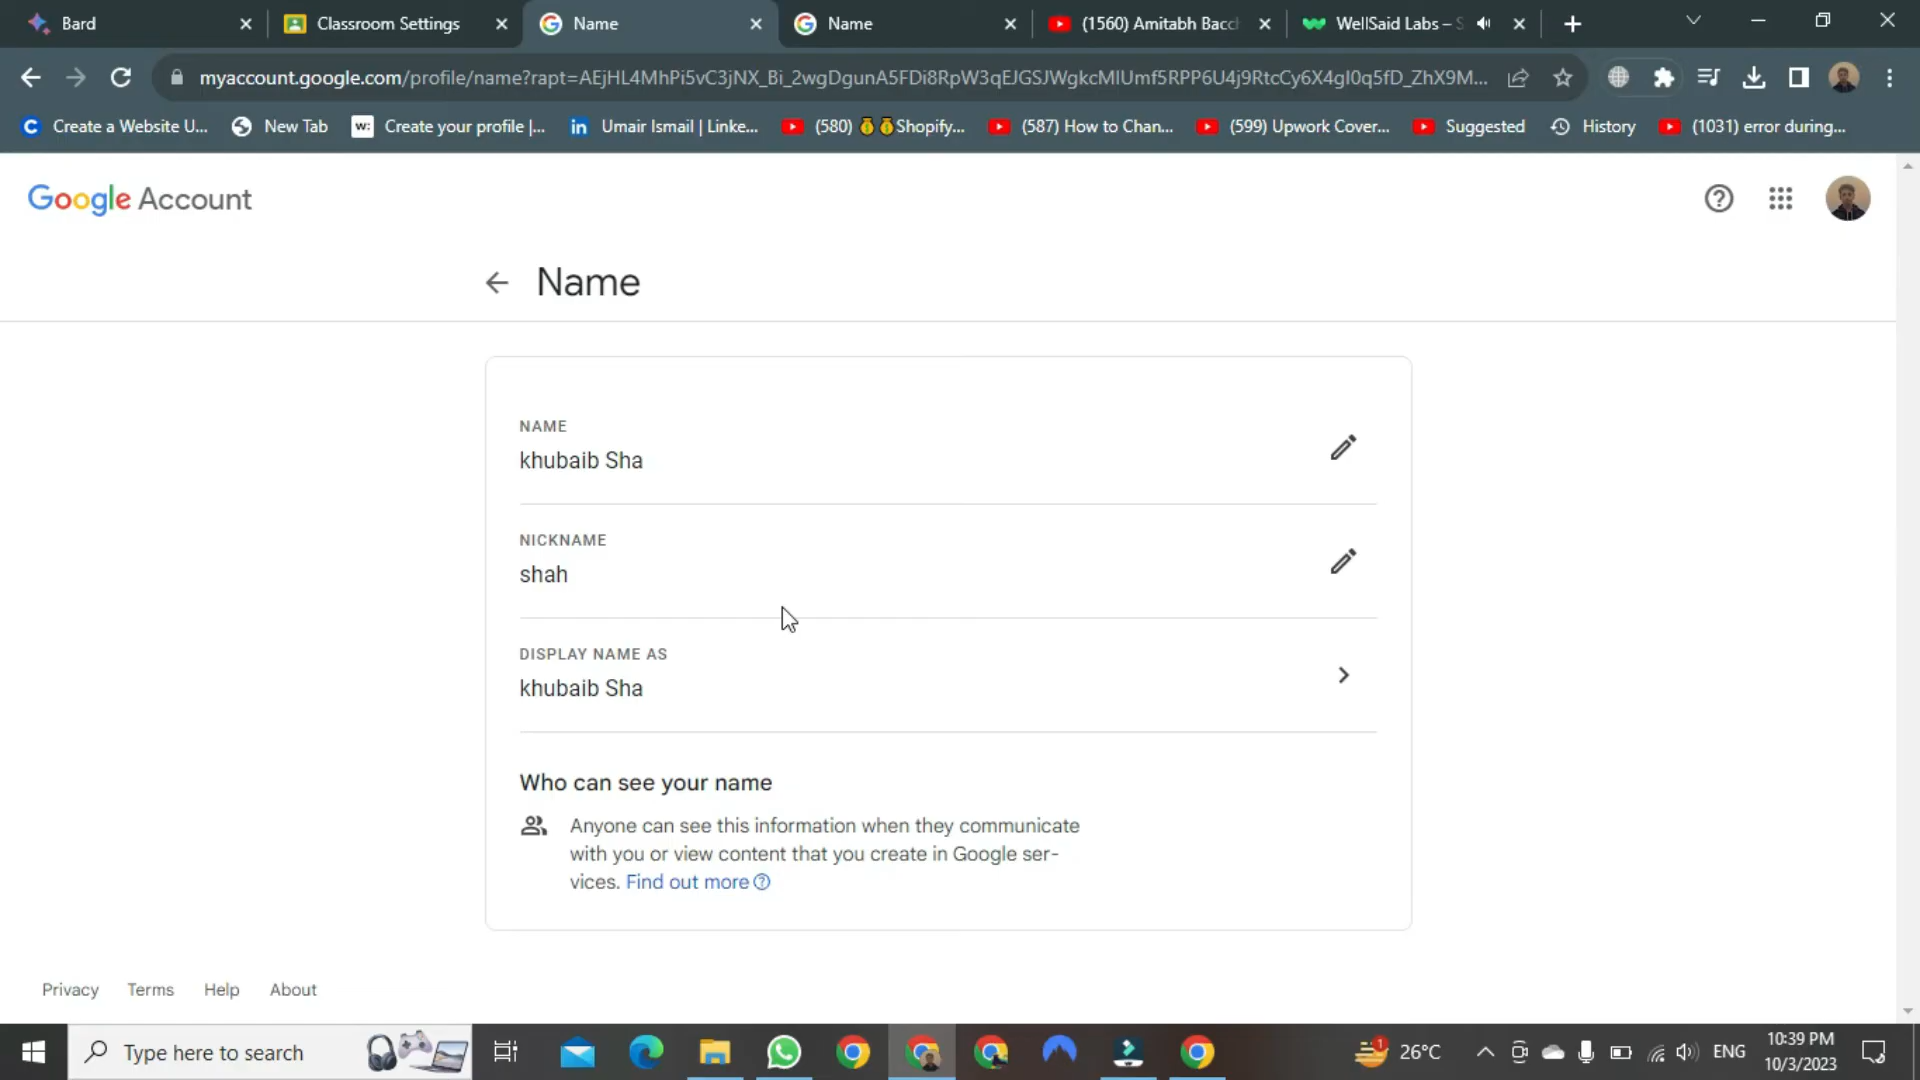 Bard
Classroom Settings
Name
Name
(1560) Amitabh Bacc
WellSaid Labs – S
myaccount.google.com/profile/name?rapt=AEjHL4MhPi5vC3jNX_Bi_2wgDgunA5FDi8RpW3qEJGSJWgkcMlUmf5RPP6U4j9RtcCy6X4gI0q5fD_ZhX9M...
Create a Website U...
New Tab
w:
Create your profile |...
in
Umair Ismail | Linke...
(580) 💰💰Shopify...
(587) How to Chan...
(599) Upwork Cover...
Suggested
History
(1031) error during...
Google Account
Name
NAME
khubaib Sha
NICKNAME
shah
DISPLAY NAME AS
khubaib Sha
Who can see your name
Anyone can see this information when they communicate
with you or view content that you create in Google ser-
vices. Find out more
Privacy
Terms
Help
About
Type here to search
1
26°C
ENG
10:39 PM
10/3/2023